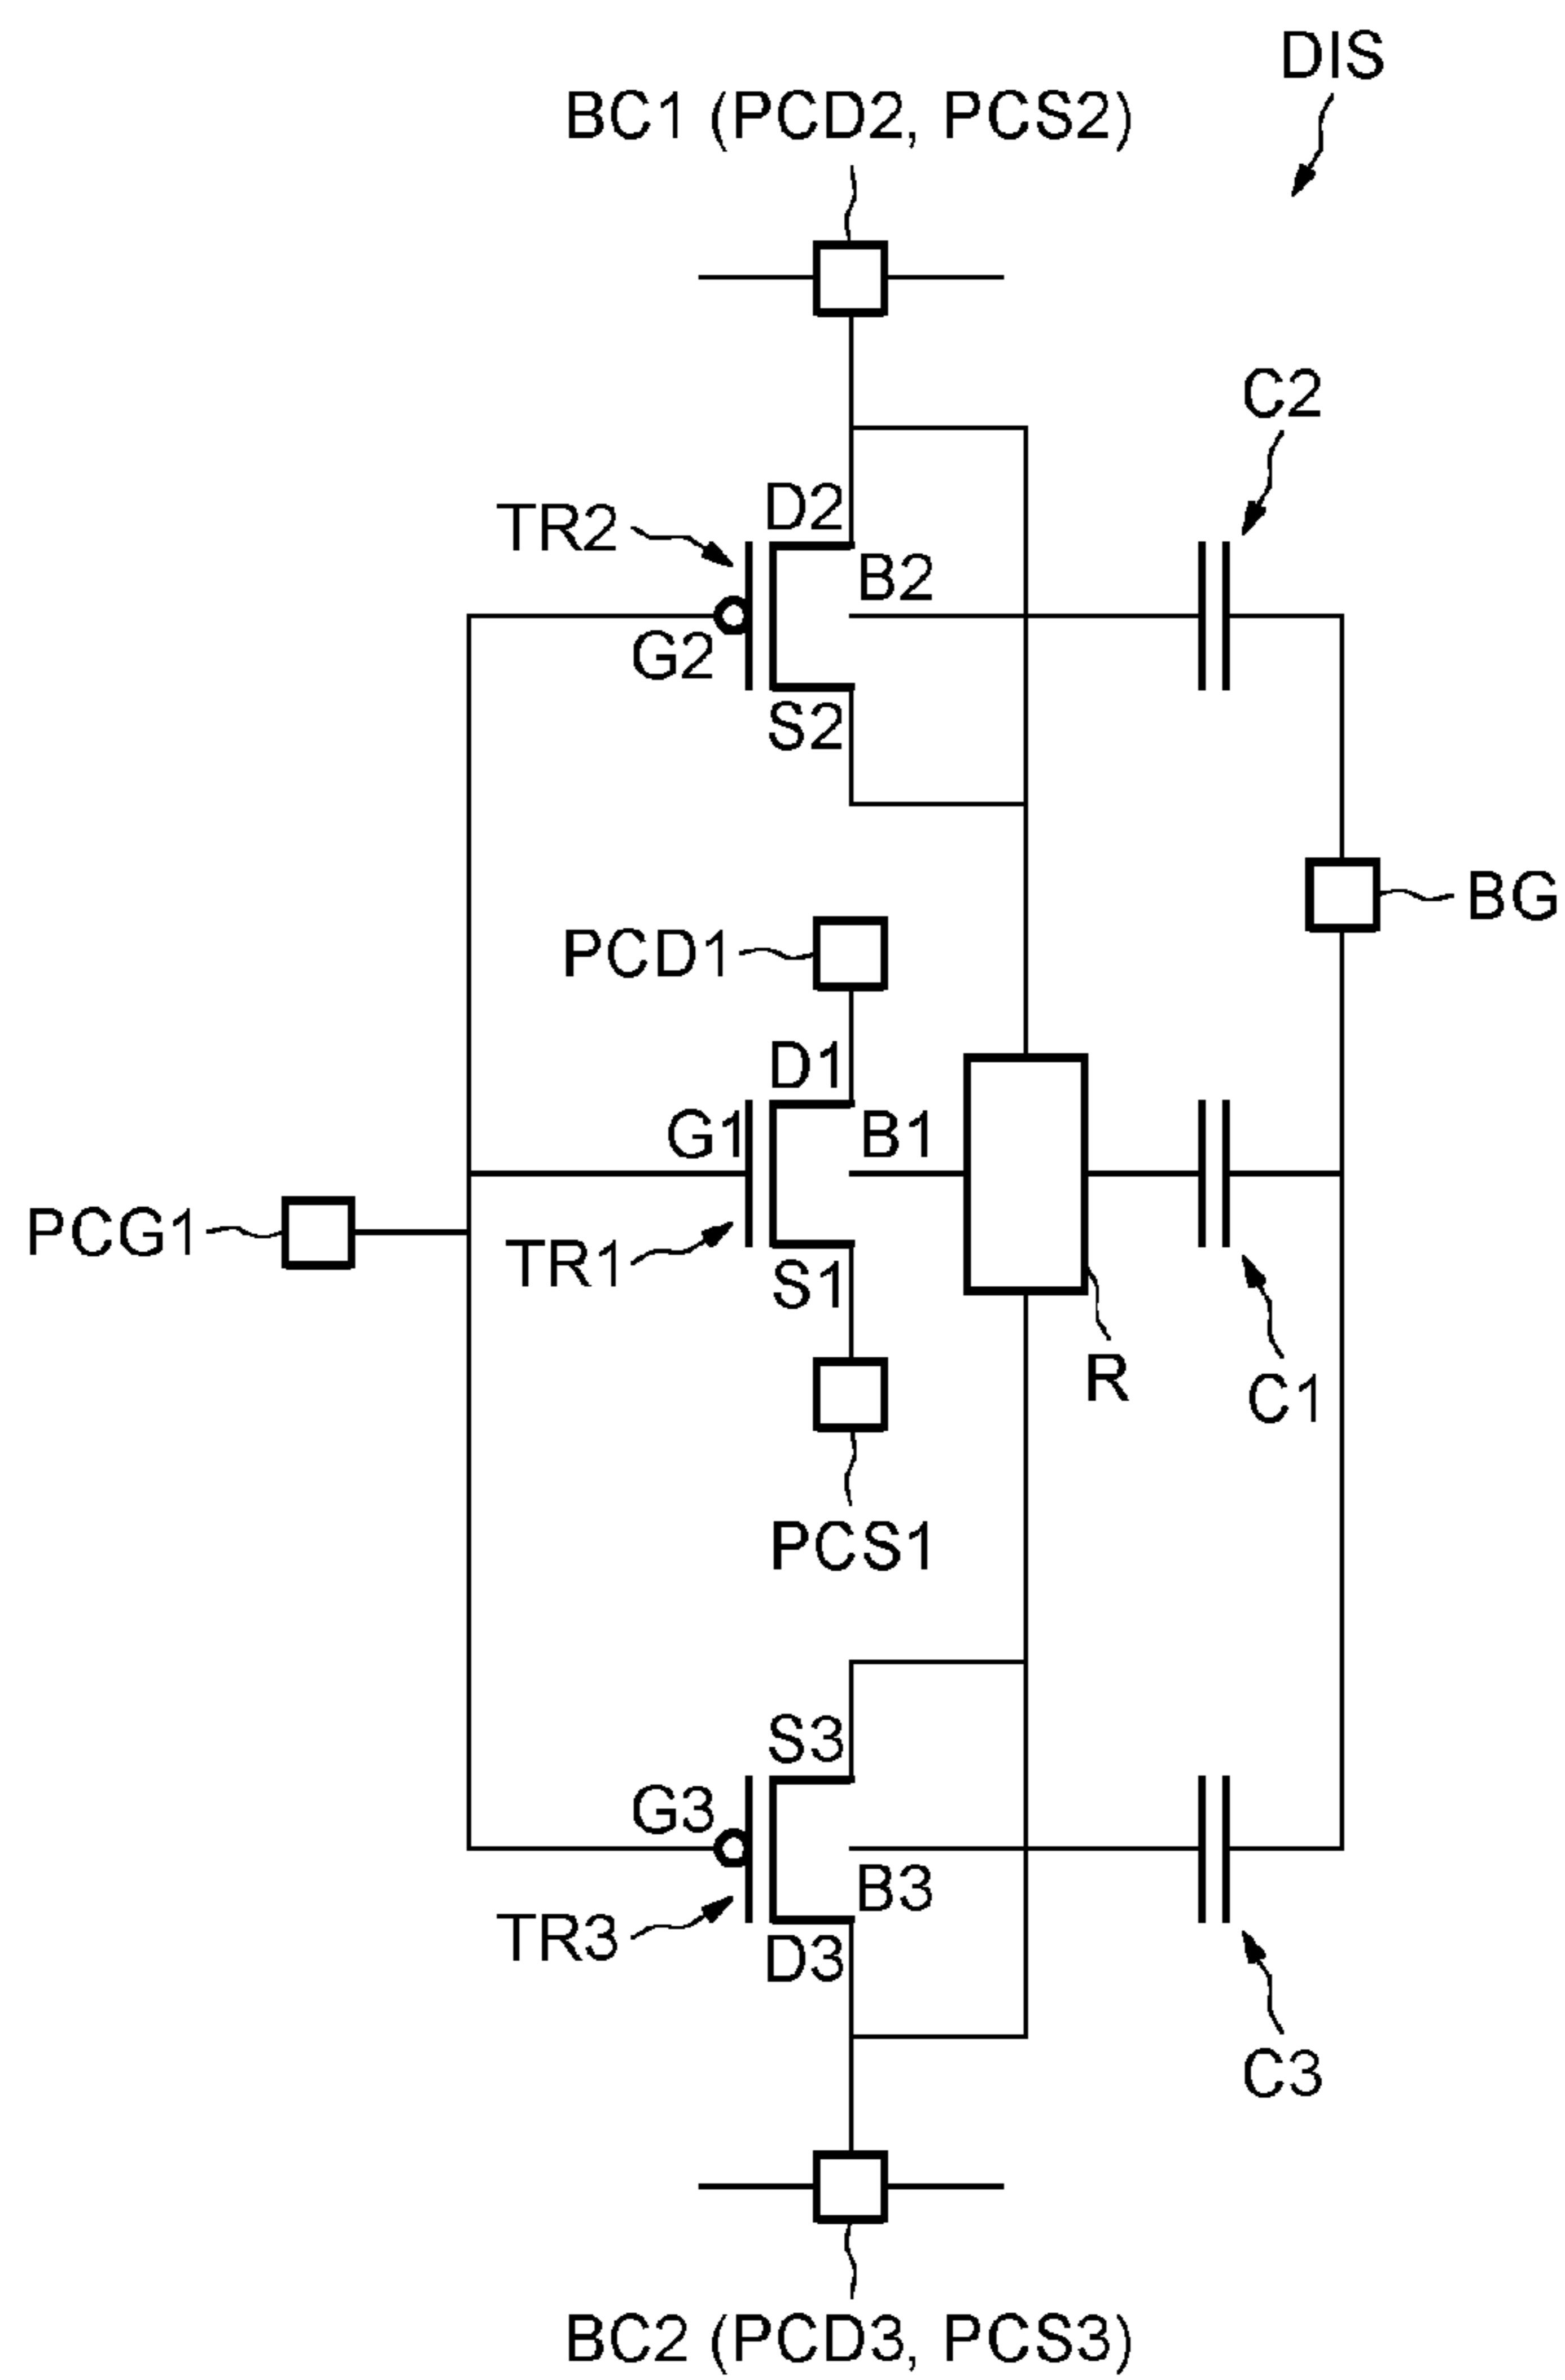 DIS
BC1 (PCD2, PCS2)
C2
D2
TR2
B2
G2
S2
BG
PCD1
D1
G1
B1
PCG1
TR1
S1
R
C1
PCS1
S3
G3
B3
TR3
D3
C3
BC2 (PCD3, PCS3)